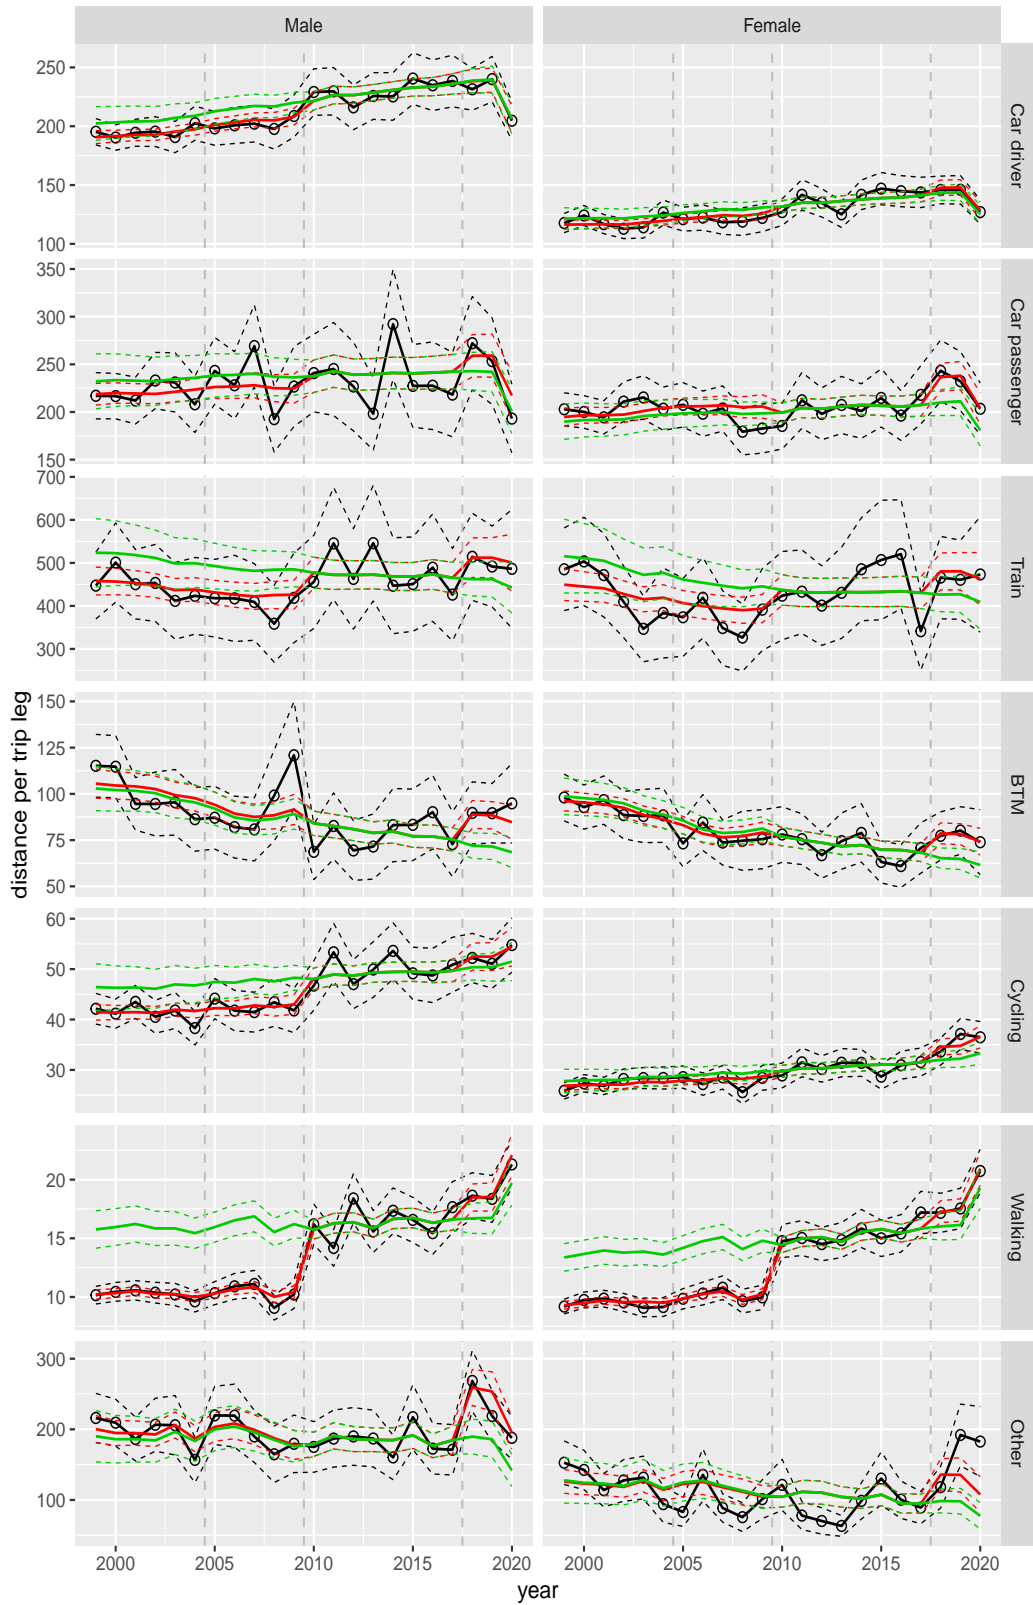 Male Female
250
200
150
100
Car driver
350
300
250
200
150
Car passenger
700
600
500
400
300
Train
150
125
100
75
50
BTM
60
50
40
30
Cycling
20
15
10
Walking
300
200
100
Other
distance per trip leg
2000 2005 2010 2015 2020 2000 2005 2010 2015 2020
year